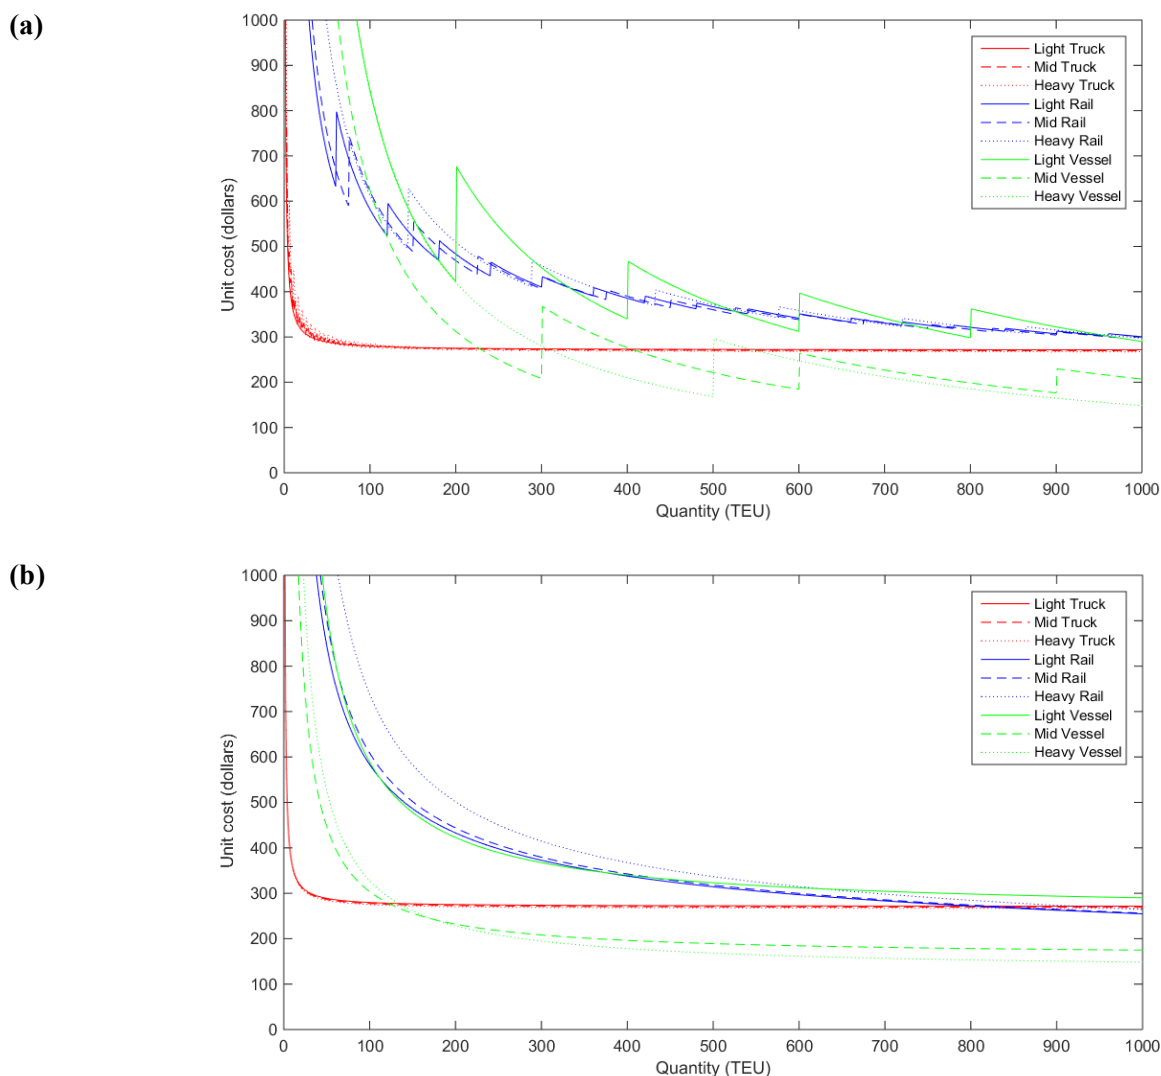 (a)
1000
900
800
700
600
500
400
300
200
100
0
Unit cost (dollars)
Light Truck
Mid Truck
Heavy Truck
Light Rail
Mid Rail
Heavy Rail
Light Vessel
Mid Vessel
Heavy Vessel
0 100 200 300 400 500 600 700 800 900 1000
Quantity (TEU)
(b)
1000
900
800
700
600
500
400
300
200
100
0
Unit cost (dollars)
Light Truck
Mid Truck
Heavy Truck
Light Rail
Mid Rail
Heavy Rail
Light Vessel
Mid Vessel
Heavy Vessel
0 100 200 300 400 500 600 700 800 900 1000
Quantity (TEU)